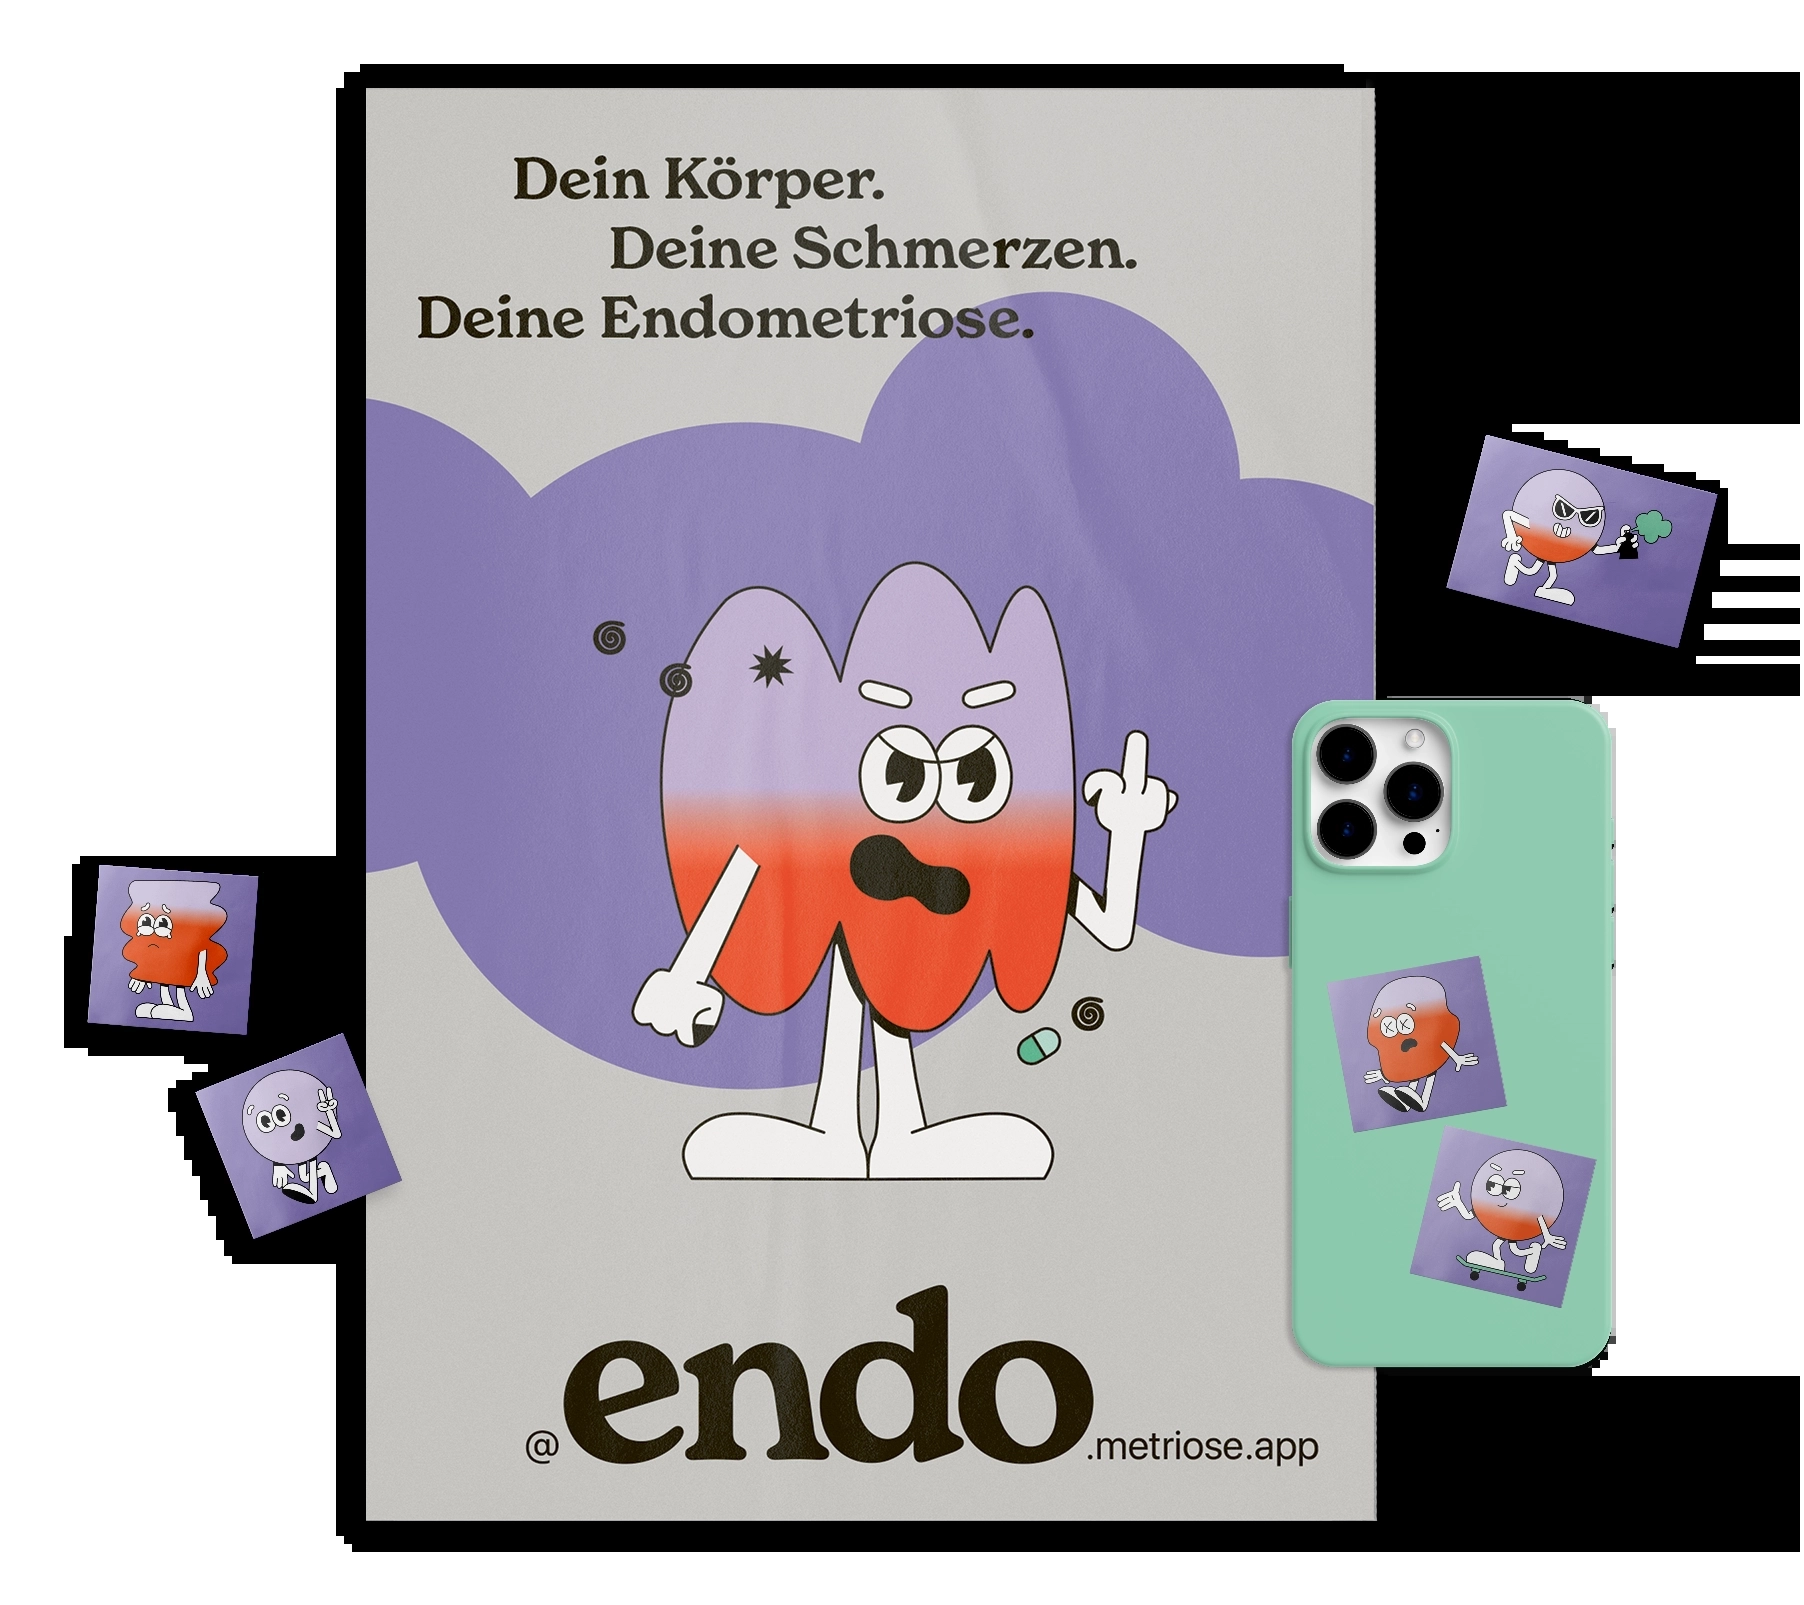 Dein Körper.
Deine Schmerzen.
Deine Endometriose.
@endo.metriose.app